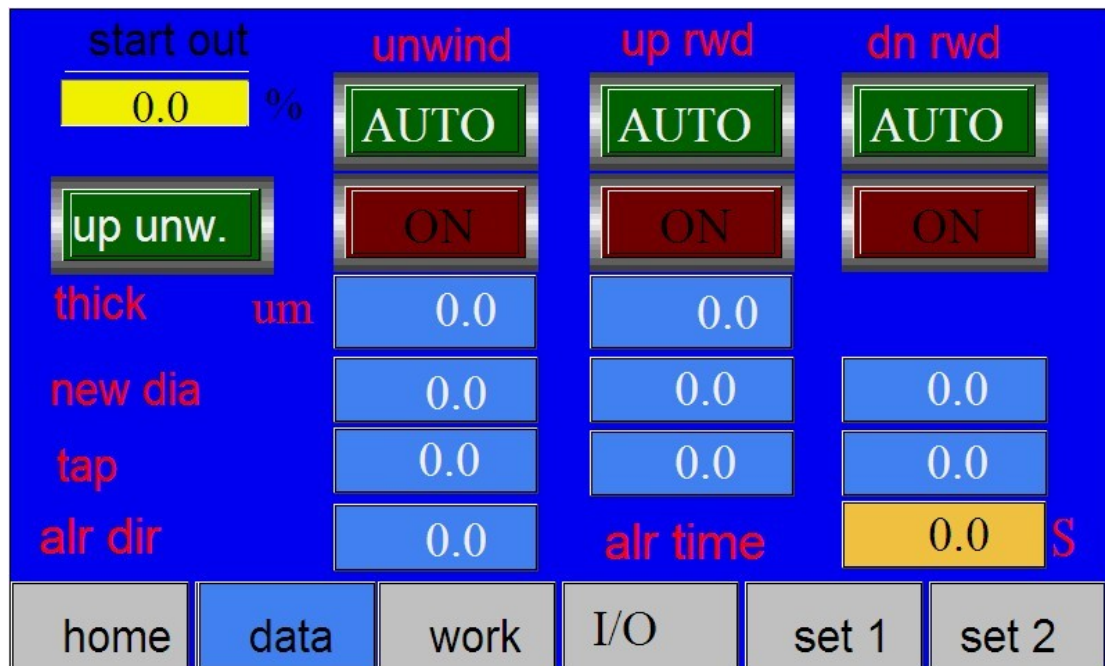 start out unwind up rwd dn rwd
0.0 % AUTO AUTO AUTO
up unw. ON ON ON
thick um 0.0 0.0
new dia 0.0 0.0 0.0
tap 0.0 0.0 0.0
alr dir 0.0 alr time 0.0 S
home data work I/O set 1 set 2